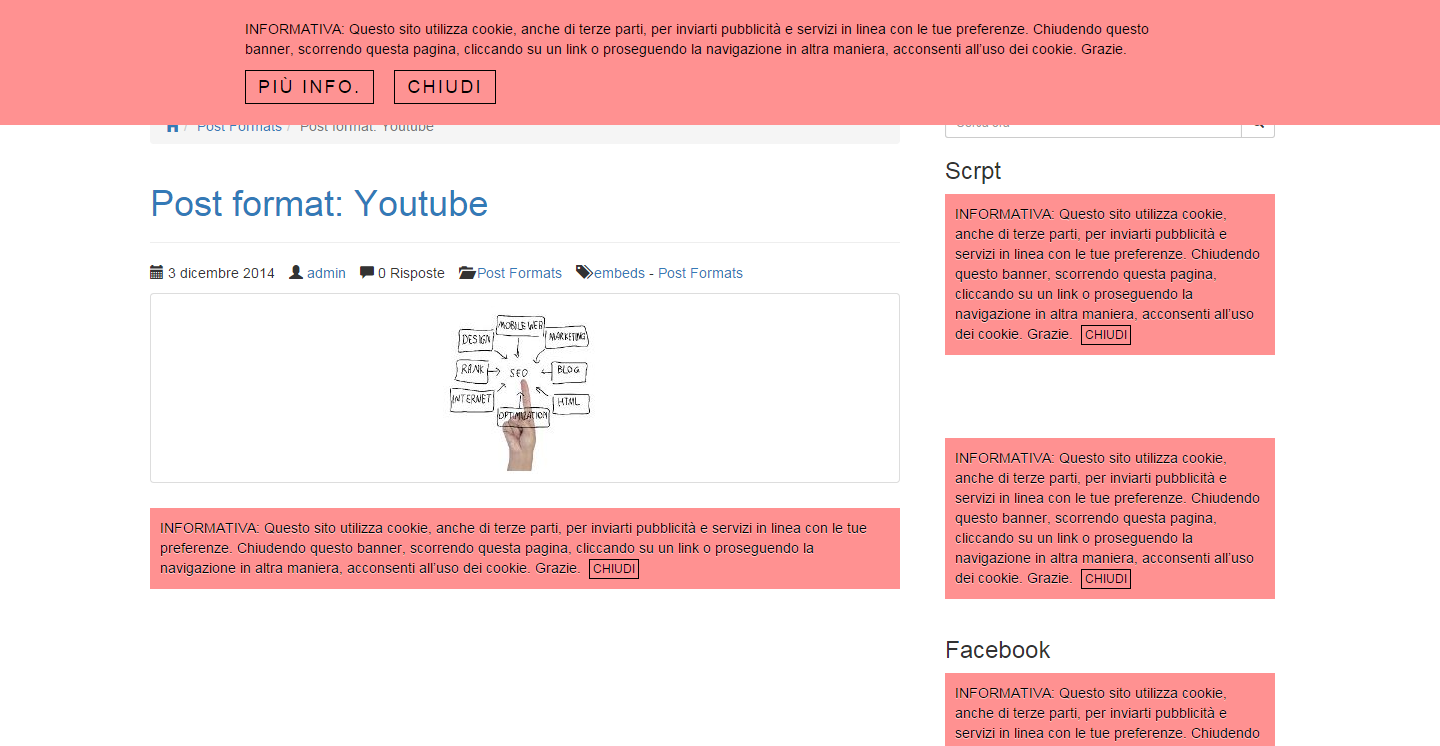 INFORMATIVA: Questo sito utilizza cookie, anche di terze parti, per inviarti pubblicità e servizi in linea con le tue preferenze. Chiudendo questo
banner, scorrendo questa pagina, cliccando su un link o proseguendo la navigazione in altra maniera, acconsenti all'uso dei cookie. Grazie.
PIÙ INFO. CHIUDI
/ Post Formats / Post format: Youtube
Post format: Youtube
3 dicembre 2014 admin 0 Risposte Post Formats embeds - Post Formats
MOBILE WEB
DESIGN MARKETING
RANK SEO BLOG
INTERNET HTML
OPTIMIZATION
INFORMATIVA: Questo sito utilizza cookie, anche di terze parti, per inviarti pubblicità e servizi in linea con le tue
preferenze. Chiudendo questo banner, scorrendo questa pagina, cliccando su un link o proseguendo la
navigazione in altra maniera, acconsenti all'uso dei cookie. Grazie. CHIUDI
Scrpt
INFORMATIVA: Questo sito utilizza cookie,
anche di terze parti, per inviarti pubblicità e
servizi in linea con le tue preferenze. Chiudendo
questo banner, scorrendo questa pagina,
cliccando su un link o proseguendo la
navigazione in altra maniera, acconsenti all'uso
dei cookie. Grazie. CHIUDI
INFORMATIVA: Questo sito utilizza cookie,
anche di terze parti, per inviarti pubblicità e
servizi in linea con le tue preferenze. Chiudendo
questo banner, scorrendo questa pagina,
cliccando su un link o proseguendo la
navigazione in altra maniera, acconsenti all'uso
dei cookie. Grazie. CHIUDI
Facebook
INFORMATIVA: Questo sito utilizza cookie,
anche di terze parti, per inviarti pubblicità e
servizi in linea con le tue preferenze. Chiudendo